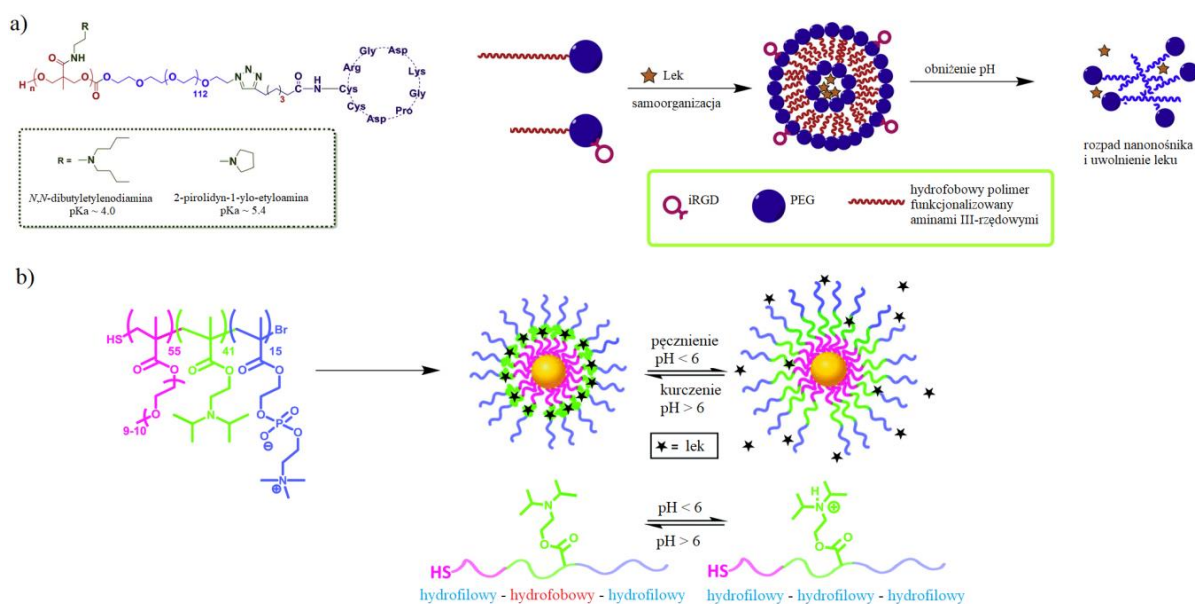 a)
R
NH
O
H
O
n
O
O
O
O
O
112
O
N
N=N
3
O
H
N
Cys
Cys
Arg
Gly
Asp
Lys
Gly
Pro
Asp
R =
N
N
N,N-dibutyletylenodiamina
pKa ~ 4.0
2-pirolidyn-1-ylo-etyloamina
pKa ~ 5.4
Lek
samoorganizacja
obniżenie pH
rozpad nanonośnika
i uwolnienie leku
iRGD
PEG
hydrofobowy polimer
funkcjonalizowany
aminami III-rzędowymi
b)
HS
55
41
15
Br
O
O
O
O
O
O
O
9-10
N
O
O
P
O
O
⊖
N
⊕
pęcznienie
pH < 6
kurczenie
pH > 6
★ = lek
N
O
O
HS
pH < 6
pH > 6
H
N
⊕
O
O
HS
hydrofilowy - hydrofobowy - hydrofilowy
hydrofilowy - hydrofilowy - hydrofilowy